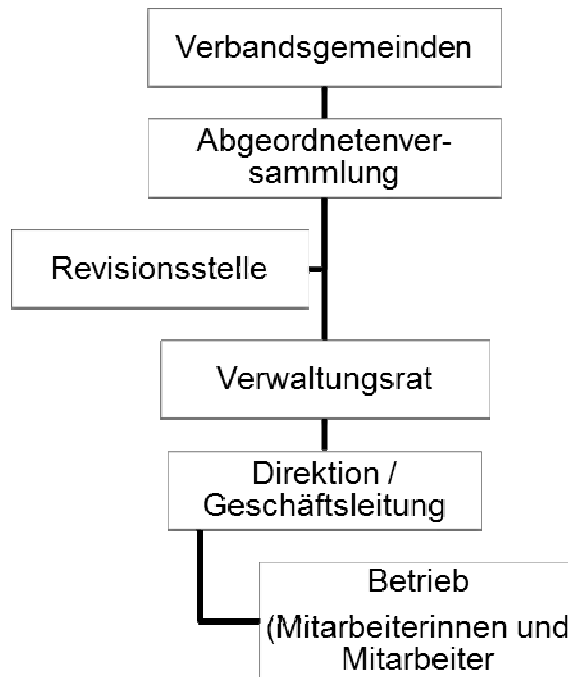 Verbandsgemeinden
Abgeordnetenver-
sammlung
Revisionsstelle
Verwaltungsrat
Direktion /
Geschäftsleitung
Betrieb
(Mitarbeiterinnen und
Mitarbeiter